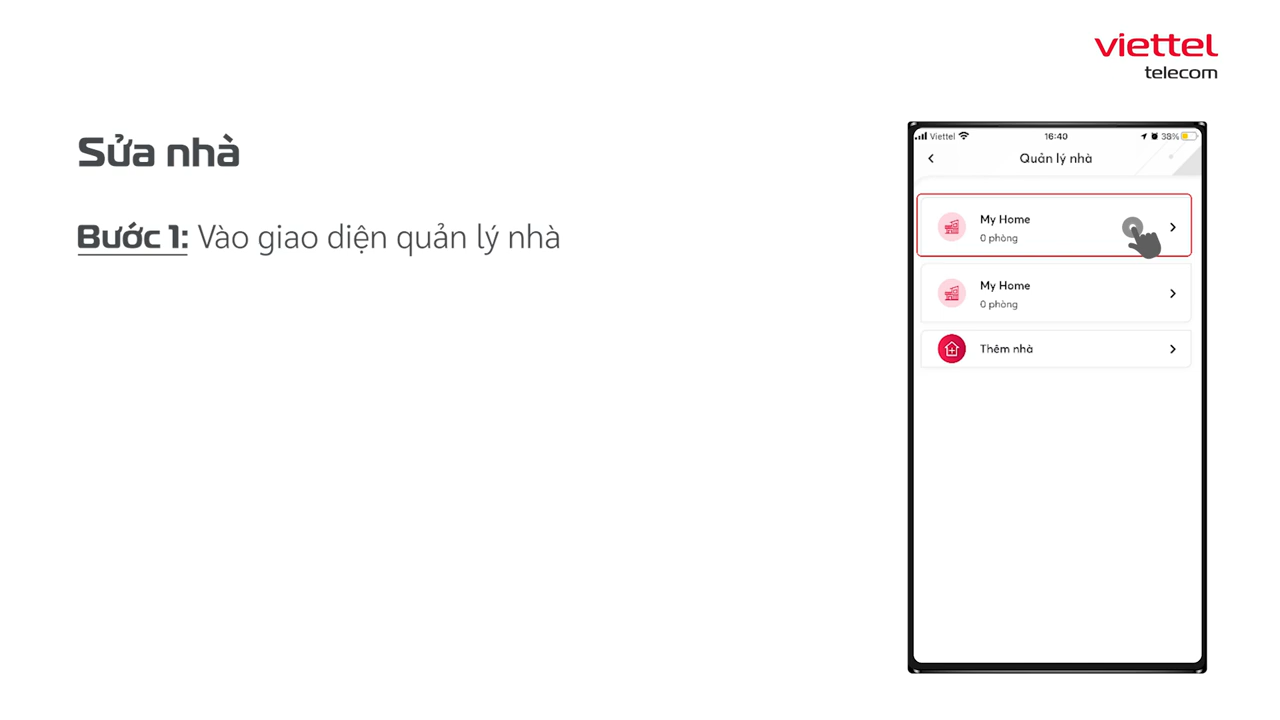 viettel
telecom
Sửa nhà
Bước 1: Vào giao diện quản lý nhà
Viettel 16:40 38%
Quản lý nhà
My Home
0 phòng
My Home
0 phòng
Thêm nhà